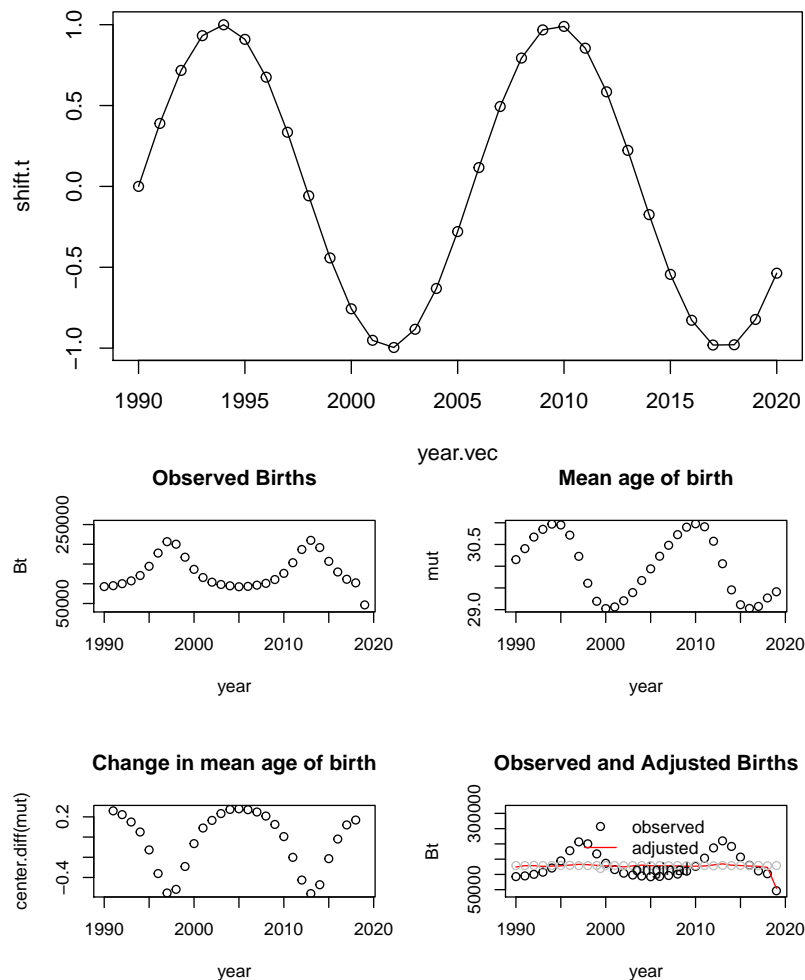 shift.t
1.0
0.5
0.0
−0.5
−1.0
1990 1995 2000 2005 2010 2015 2020
year.vec
Observed Births
Bt
250000
50000
1990 2000 2010 2020
year
Mean age of birth
mut
30.5
29.0
1990 2000 2010 2020
year
Change in mean age of birth
center.diff(mut)
0.2
−0.4
1990 2000 2010 2020
year
Observed and Adjusted Births
Bt
300000
50000
observed
adjusted
original
1990 2000 2010 2020
year